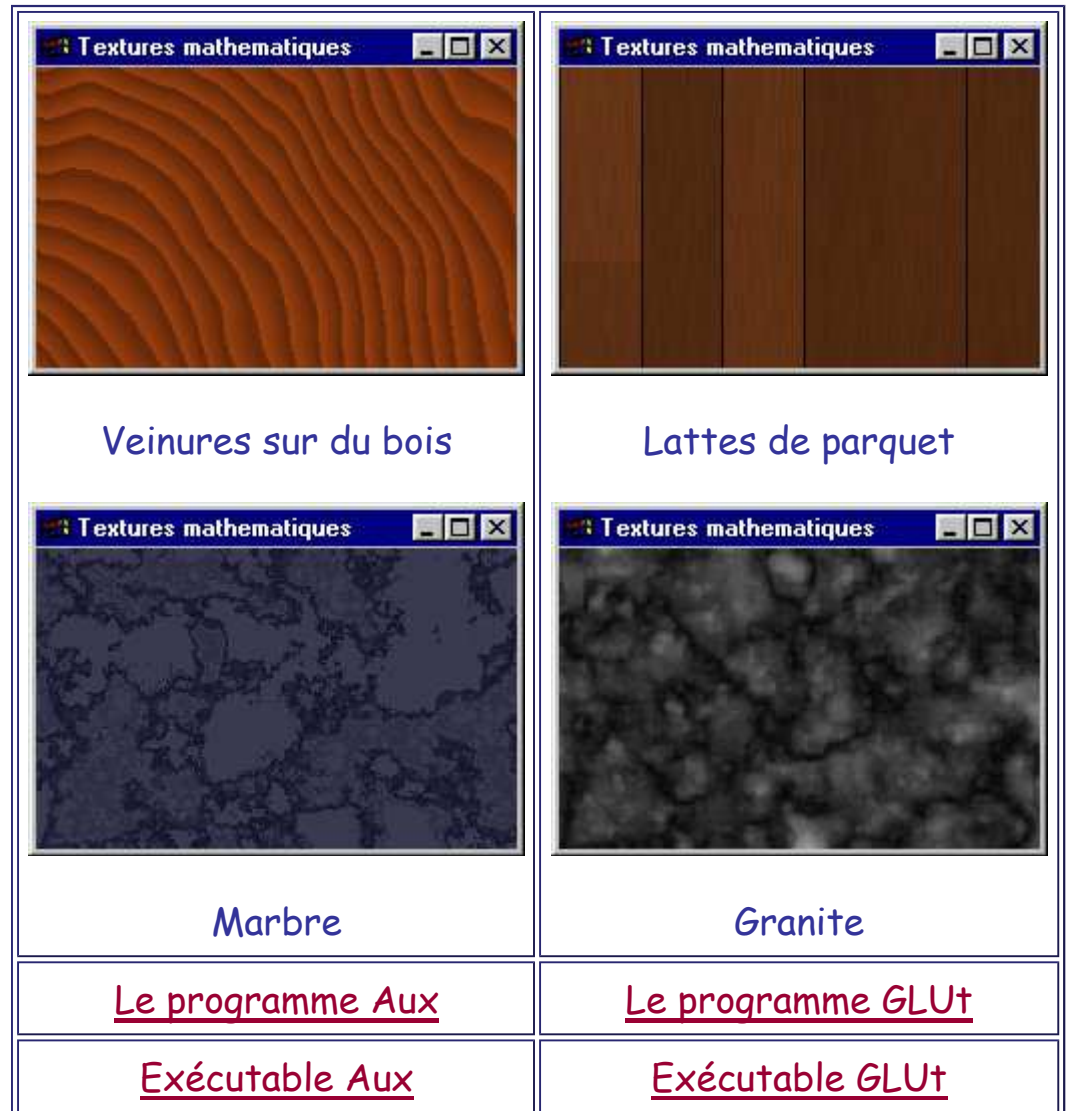 Textures mathematiques
Textures mathematiques
Veinures sur du bois
Lattes de parquet
Textures mathematiques
Textures mathematiques
Marbre
Granite
Le programme Aux
Le programme GLUt
Exécutable Aux
Exécutable GLUt